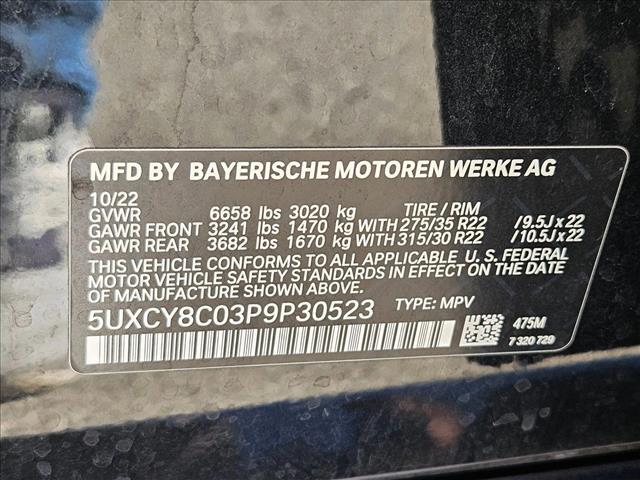 MFD BY BAYERISCHE MOTOREN WERKE AG
10/22
GVWR 6658 lbs 3020 kg TIRE / RIM
GAWR FRONT 3241 lbs 1470 kg WITH 275/35 R22 /9.5J x 22
GAWR REAR 3682 lbs 1670 kg WITH 315/30 R22 /10.5J x 22
THIS VEHICLE CONFORMS TO ALL APPLICABLE U.S. FEDERAL
MOTOR VEHICLE SAFETY STANDARDS IN EFFECT ON THE DATE
OF MANUFACTURE SHOWN ABOVE.
5UXCY8C03P9P30523 TYPE: MPV
475M
7 320 729